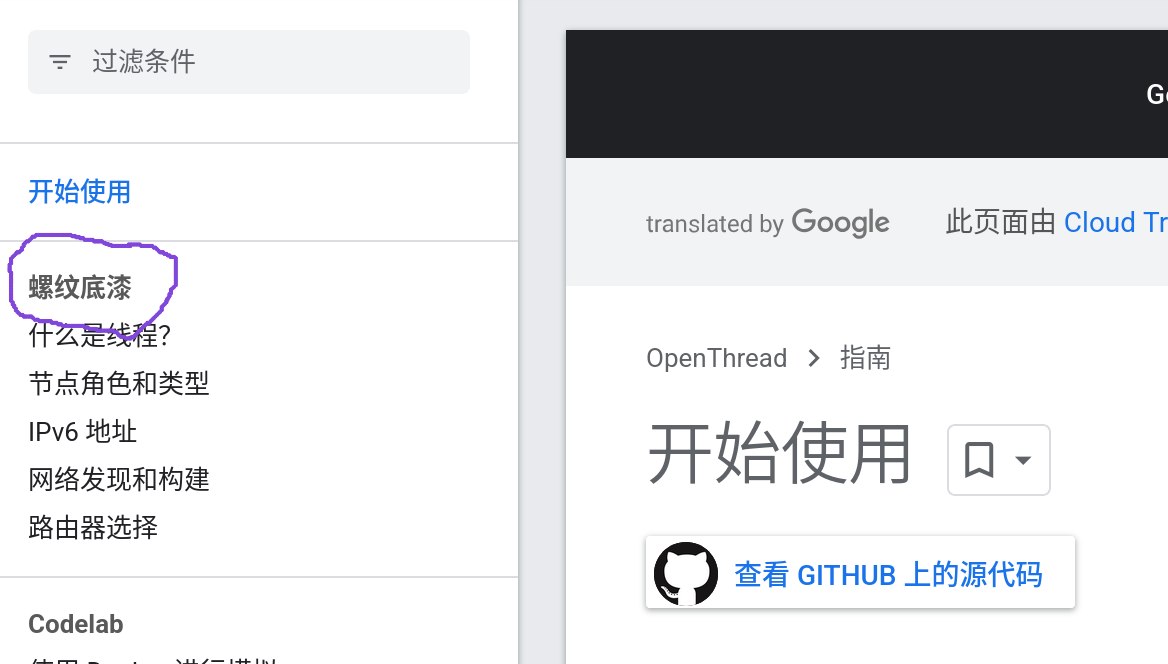 过滤条件
开始使用
螺纹底漆
什么是线程？
节点角色和类型
IPv6 地址
网络发现和构建
路由器选择
Codelab
translated by Google
此页面由 Cloud
OpenThread > 指南
开始使用
查看 GITHUB 上的源代码